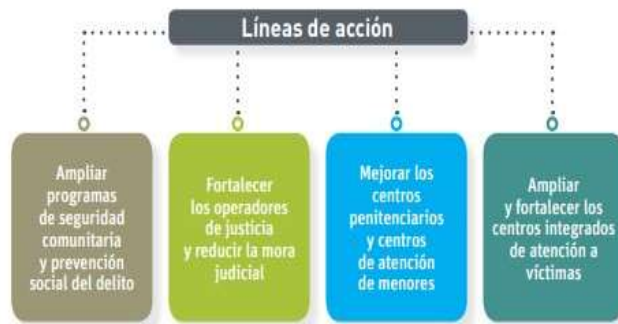 Líneas de acción
Ampliar
programas
de seguridad
comunitaria
y prevención
social del delito
Fortalecer
los operadores
de justicia
y reducir la mora
judicial
Mejorar los
centros
penitenciarios
y centros
de atención
de menores
Ampliar
y fortalecer los
centros integrados
de atención a
víctimas